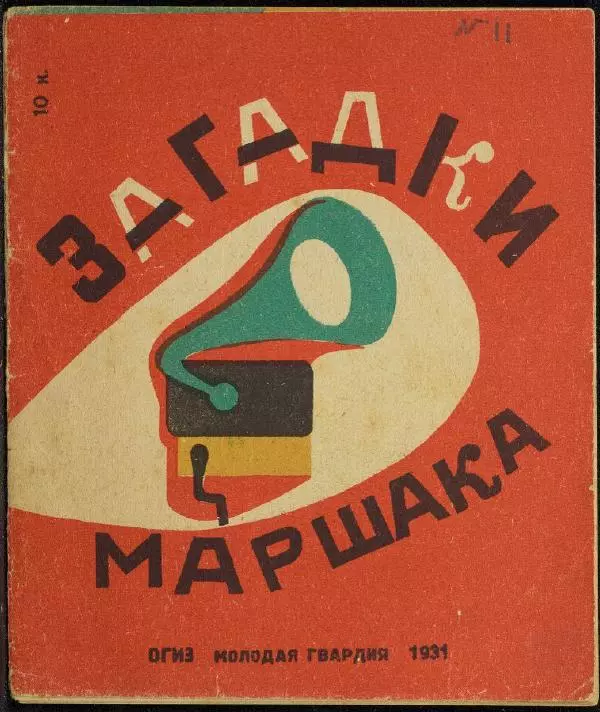 № 11
10 к.
ЗАГАДКИ
МАРШАКА
ОГИЗ МОЛОДАЯ ГВАРДИЯ 1931